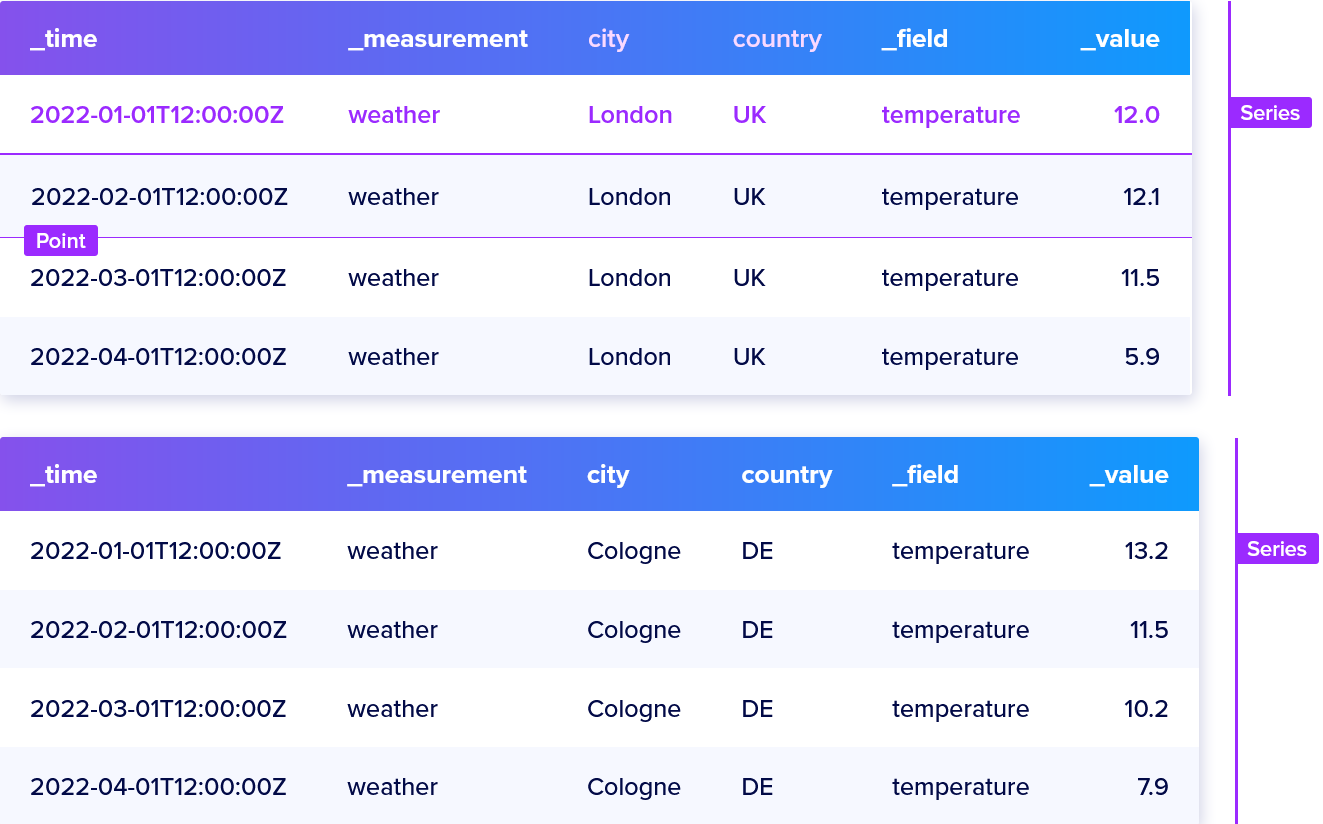 _time _measurement city country _field _value
2022-01-01T12:00:00Z weather London UK temperature 12.0
Series
2022-02-01T12:00:00Z weather London UK temperature 12.1
Point
2022-03-01T12:00:00Z weather London UK temperature 11.5
2022-04-01T12:00:00Z weather London UK temperature 5.9
_time _measurement city country _field _value
2022-01-01T12:00:00Z weather Cologne DE temperature 13.2
Series
2022-02-01T12:00:00Z weather Cologne DE temperature 11.5
2022-03-01T12:00:00Z weather Cologne DE temperature 10.2
2022-04-01T12:00:00Z weather Cologne DE temperature 7.9